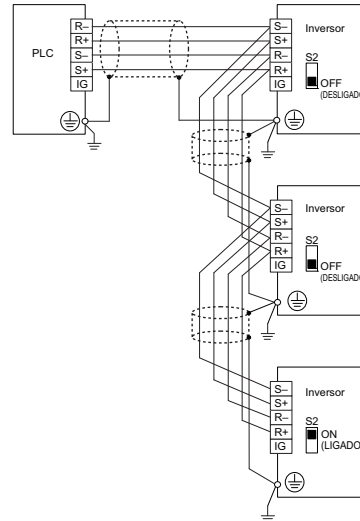 PLC
R–
R+
S–
S+
IG
S–
S+
R–
R+
IG
Inversor
S2
OFF
(DESLIGADO
S–
S+
R–
R+
IG
Inversor
S2
OFF
(DESLIGADO
S–
S+
R–
R+
IG
Inversor
S2
ON
(LIGADO